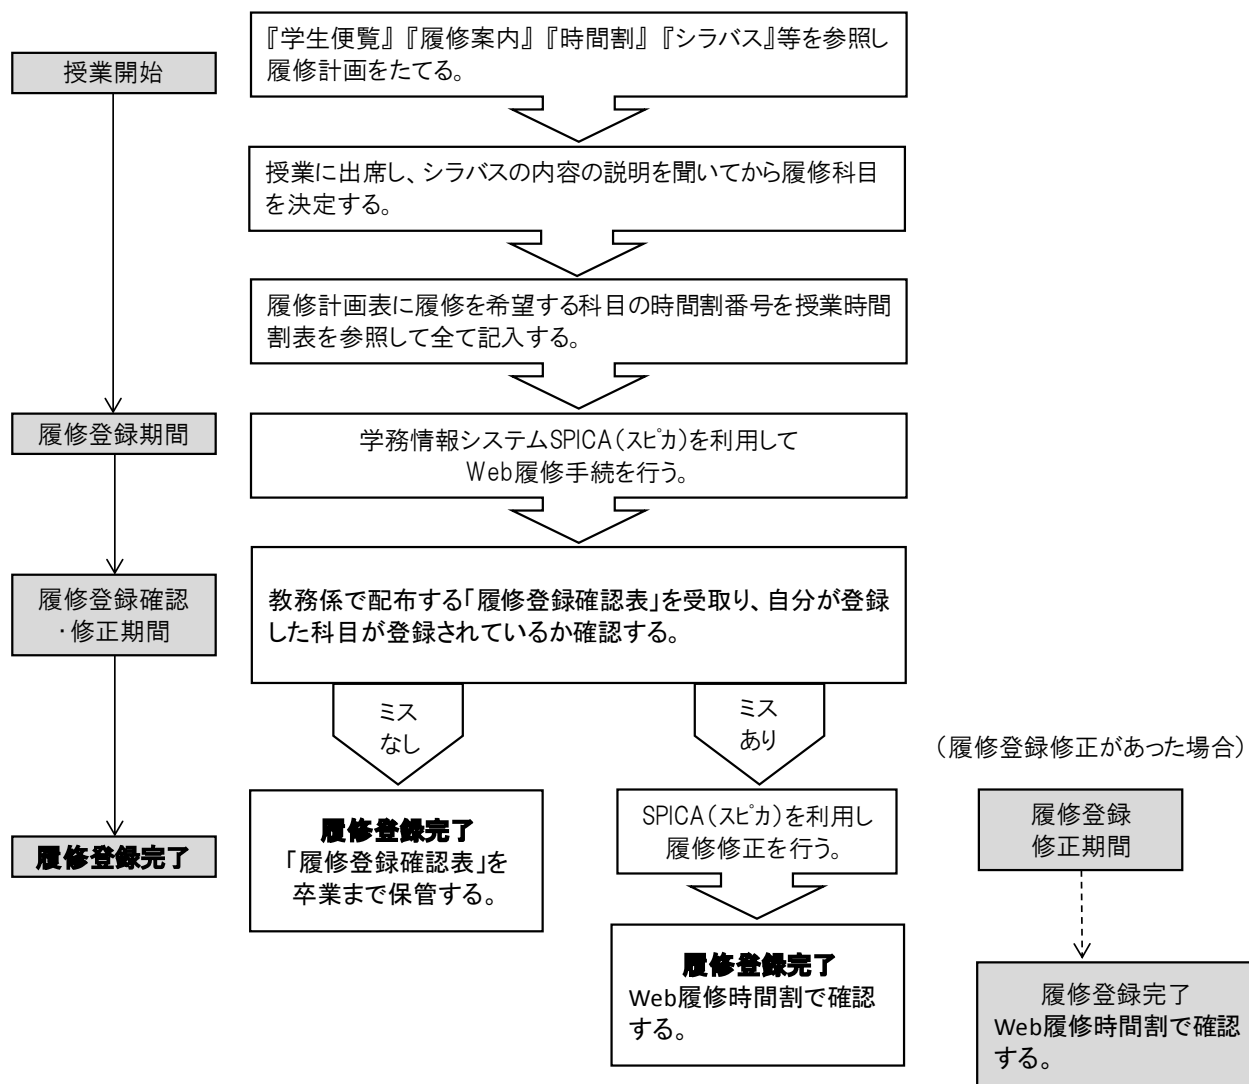 『学生便覧』『履修案内』『時間割』『シラバス』等を参照し
履修計画をたてる。
授業開始
授業に出席し、シラバスの内容の説明を聞いてから履修科目
を決定する。
履修計画表に履修を希望する科目の時間割番号を授業時間
割表を参照して全て記入する。
履修登録期間
学務情報システムSPICA(スピカ)を利用して
Web履修手続を行う。
履修登録確認
・修正期間
教務係で配布する「履修登録確認表」を受取り、自分が登録
した科目が登録されているか確認する。
ミス
なし
ミス
あり
(履修登録修正があった場合)
履修登録完了
履修登録完了
「履修登録確認表」を
卒業まで保管する。
SPICA(スピカ)を利用し
履修修正を行う。
履修登録
修正期間
履修登録完了
Web履修時間割で確認
する。
履修登録完了
Web履修時間割で確認
する。